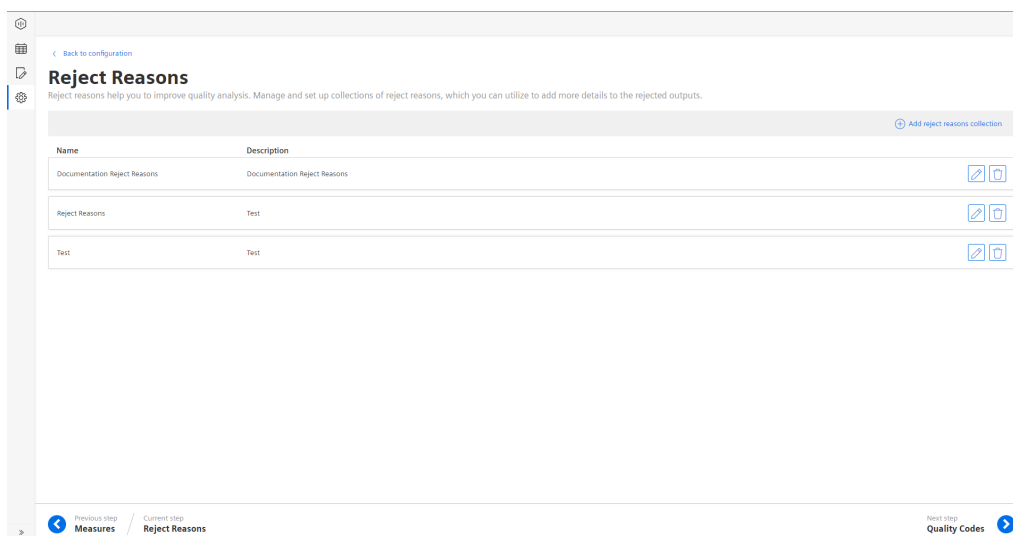 Back to configuration
Reject Reasons
Reject reasons help you to improve quality analysis. Manage and set up collections of reject reasons, which you can utilize to add more details to the rejected outputs.
Add reject reasons collection
Name Description
Documentation Reject Reasons Documentation Reject Reasons
Reject Reasons Test
Test Test
Previous step Current step Next step
Measures Reject Reasons Quality Codes